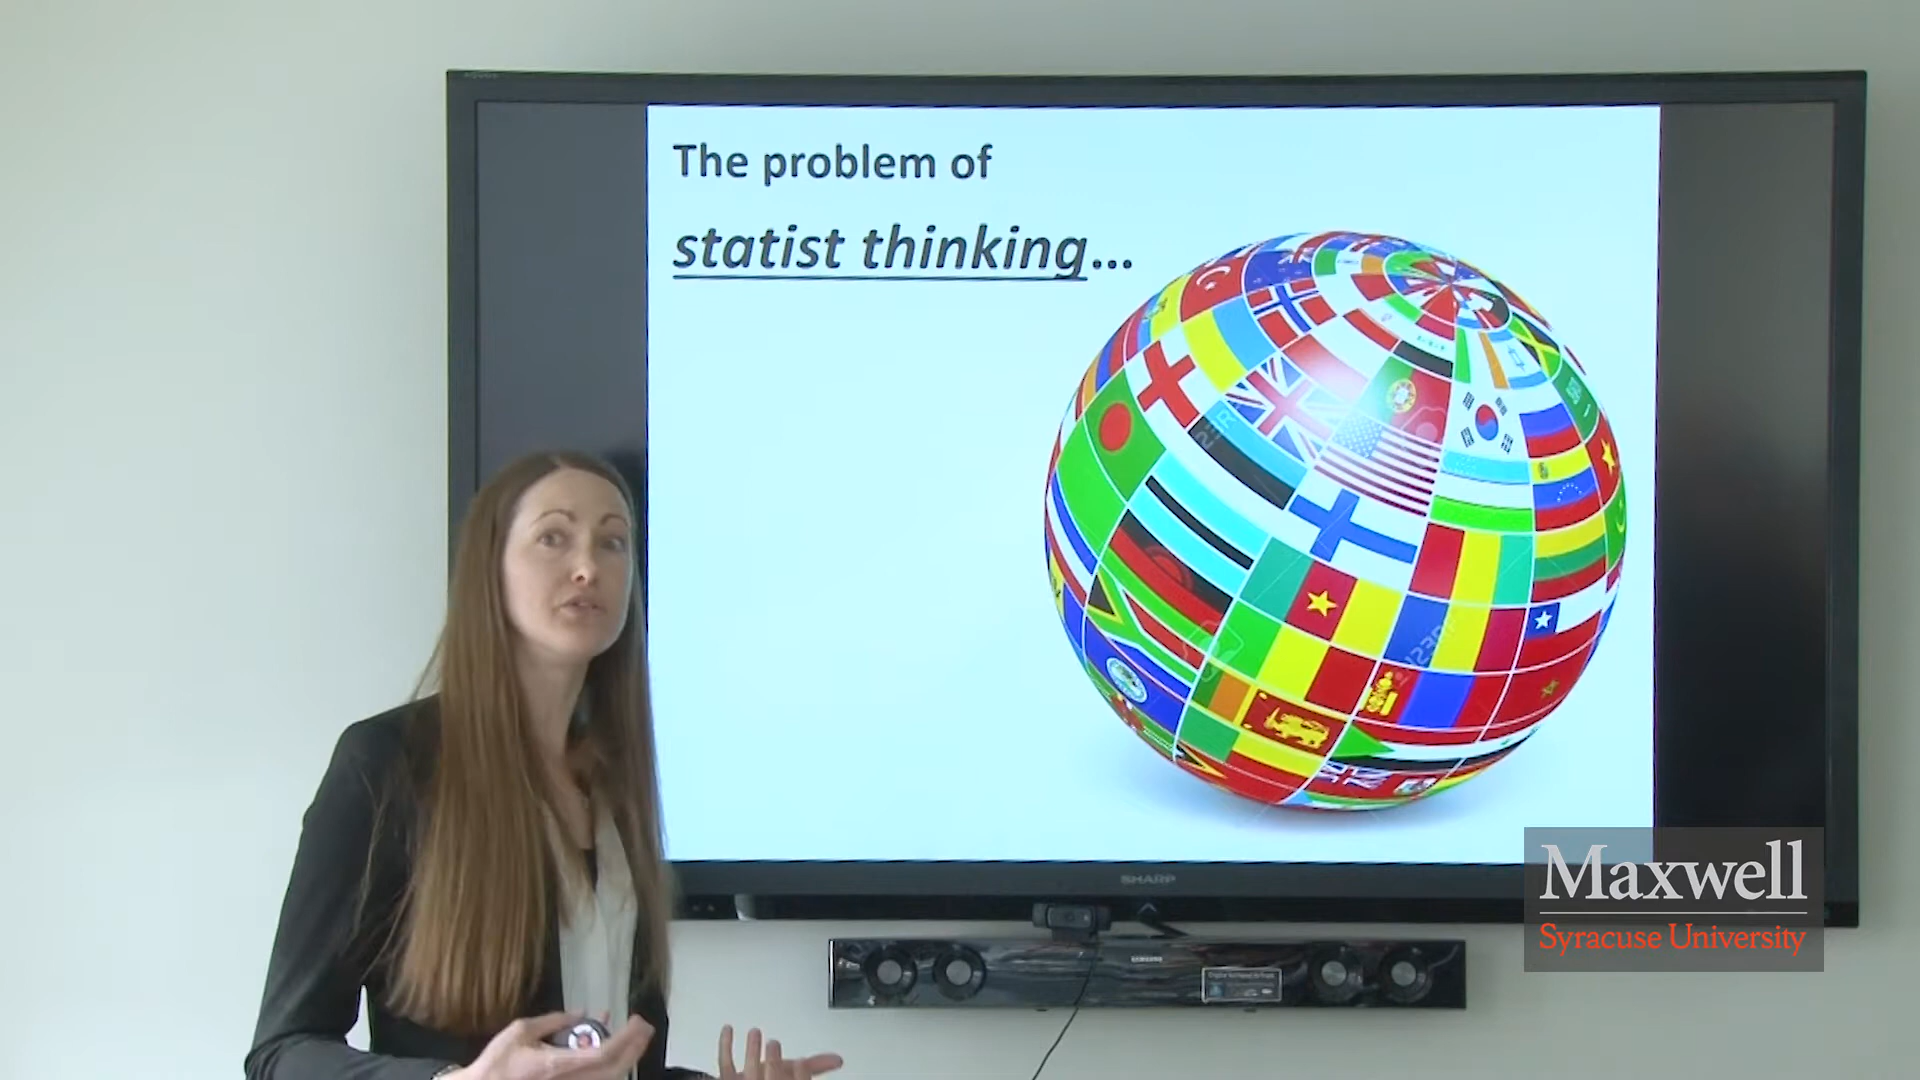 The problem of
statist thinking...
SHARP
SAMSUNG
Maxwell
Syracuse University